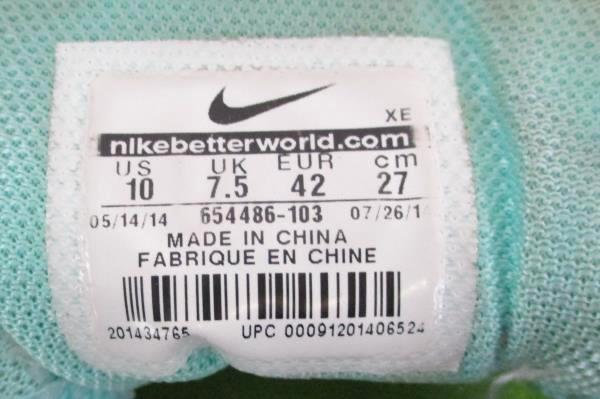 XE
nikebetterworld.com
US UK EUR cm
10 7.5 42 27
05/14/14 654486-103 07/26/1
MADE IN CHINA
FABRIQUE EN CHINE
201434765 UPC 00091201406524